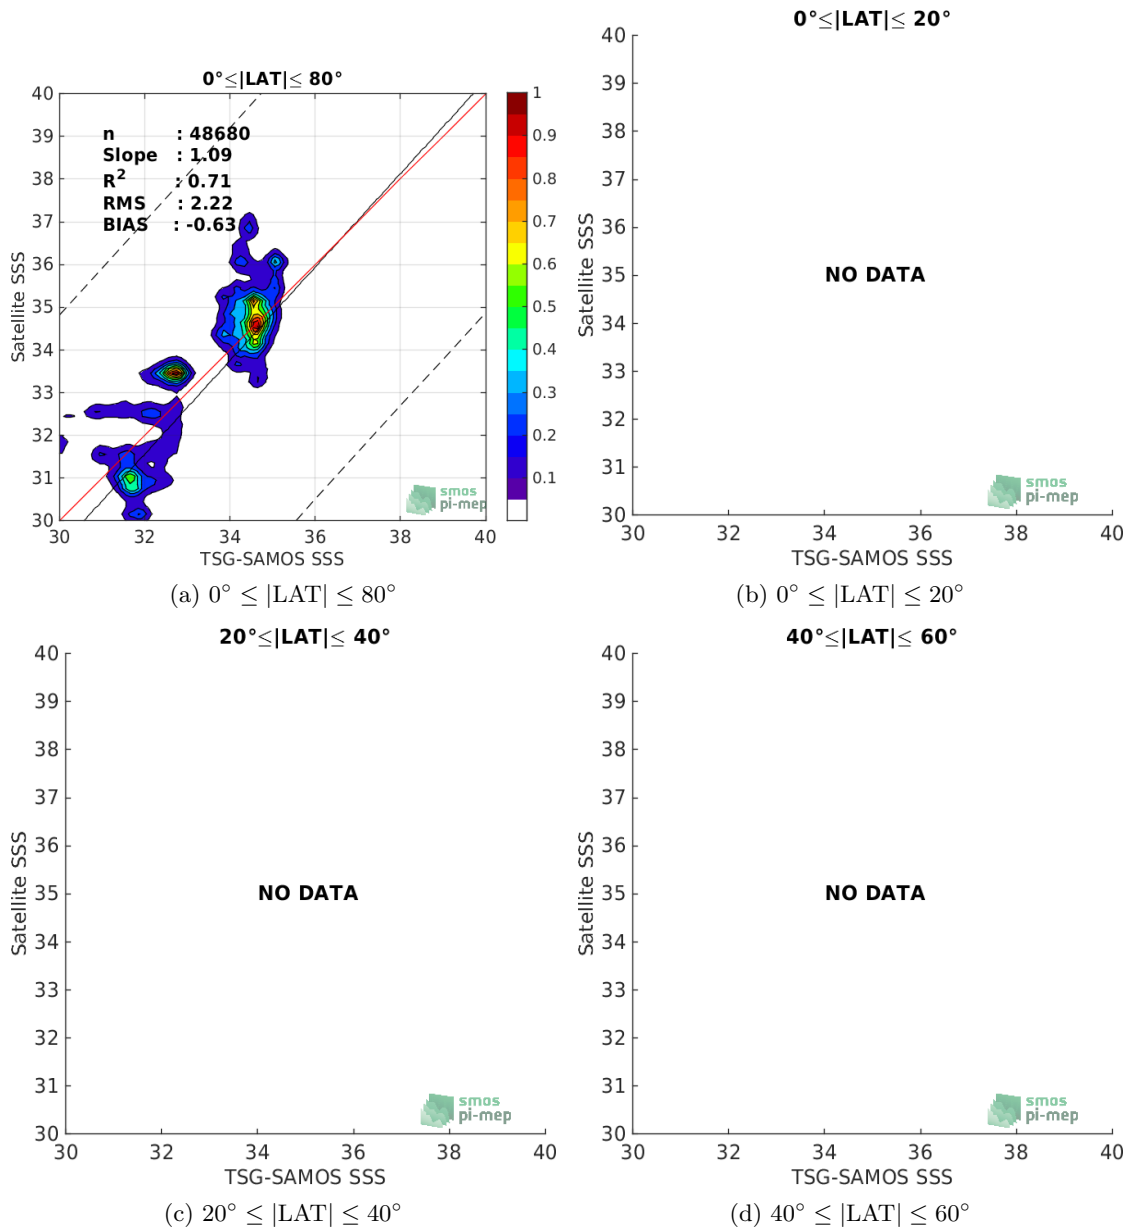 0°≤|LAT|≤ 80°
n : 48680
Slope : 1.09
R2 : 0.71
RMS : 2.22
BIAS : -0.63
Satellite SSS
40
39
38
37
36
35
34
33
32
31
30
30 32 34 36 38 40
TSG-SAMOS SSS
1
0.9
0.8
0.7
0.6
0.5
0.4
0.3
0.2
0.1
smos
pi-mep
(a) 0° ≤ |LAT| ≤ 80°
0°≤|LAT|≤ 20°
Satellite SSS
40
39
38
37
36
35
34
33
32
31
30
NO DATA
smos
pi-mep
30 32 34 36 38 40
TSG-SAMOS SSS
(b) 0° ≤ |LAT| ≤ 20°
20°≤|LAT|≤ 40°
Satellite SSS
40
39
38
37
36
35
34
33
32
31
30
NO DATA
smos
pi-mep
30 32 34 36 38 40
TSG-SAMOS SSS
(c) 20° ≤ |LAT| ≤ 40°
40°≤|LAT|≤ 60°
Satellite SSS
40
39
38
37
36
35
34
33
32
31
30
NO DATA
smos
pi-mep
30 32 34 36 38 40
TSG-SAMOS SSS
(d) 40° ≤ |LAT| ≤ 60°